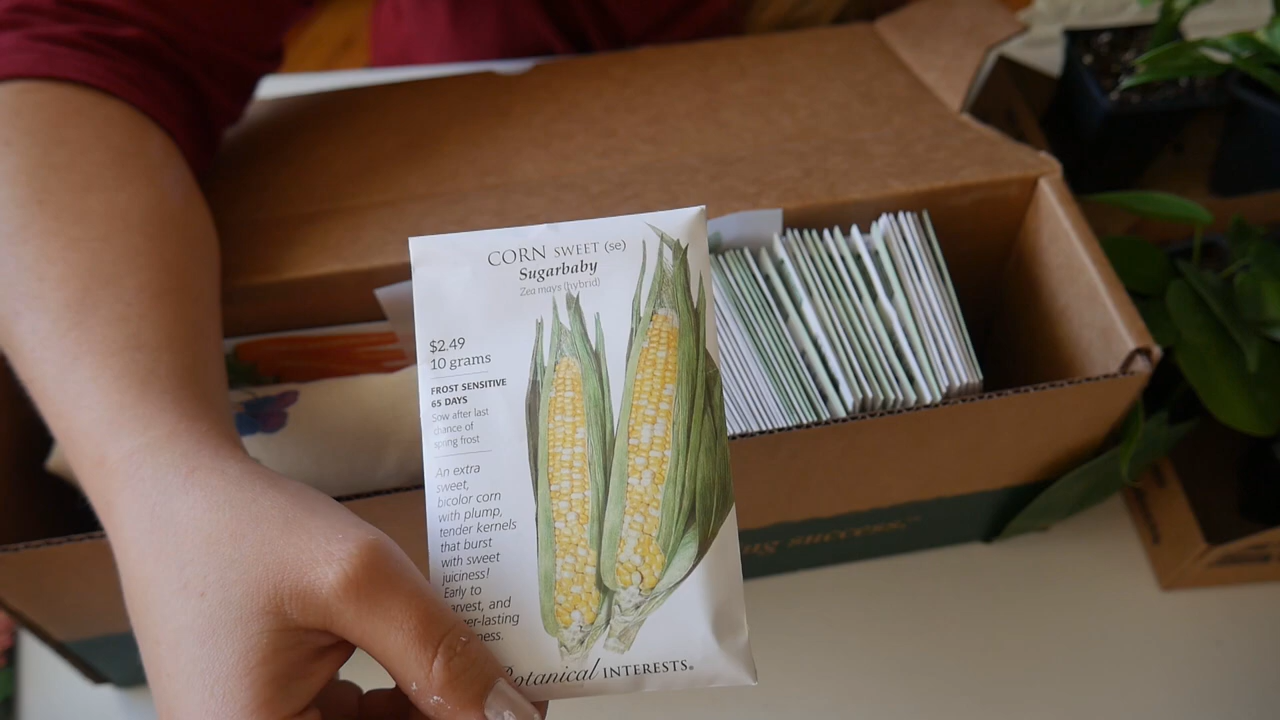 CORN SWEET (se)
Sugarbaby
Zea mays (hybrid)
$2.49
10 grams
FROST SENSITIVE
65 DAYS
Sow after last
chance of
spring frost
An extra
sweet,
bicolor corn
with plump,
tender kernels
that burst
with sweet
juiciness!
Early to
arvest, and
er-lasting
ness.
otanical INTERESTS®